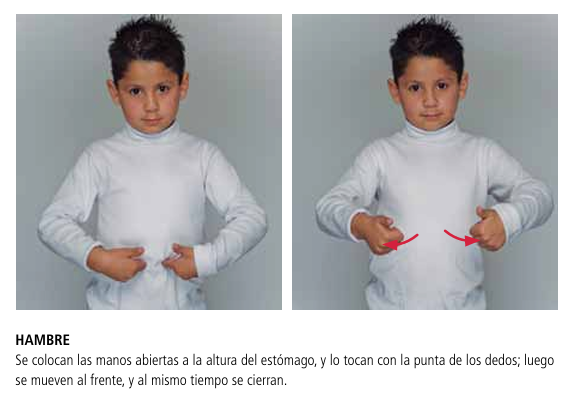 HAMBRE
Se colocan las manos abiertas a la altura del estómago, y lo tocan con la punta de los dedos; luego
se mueven al frente, y al mismo tiempo se cierran.